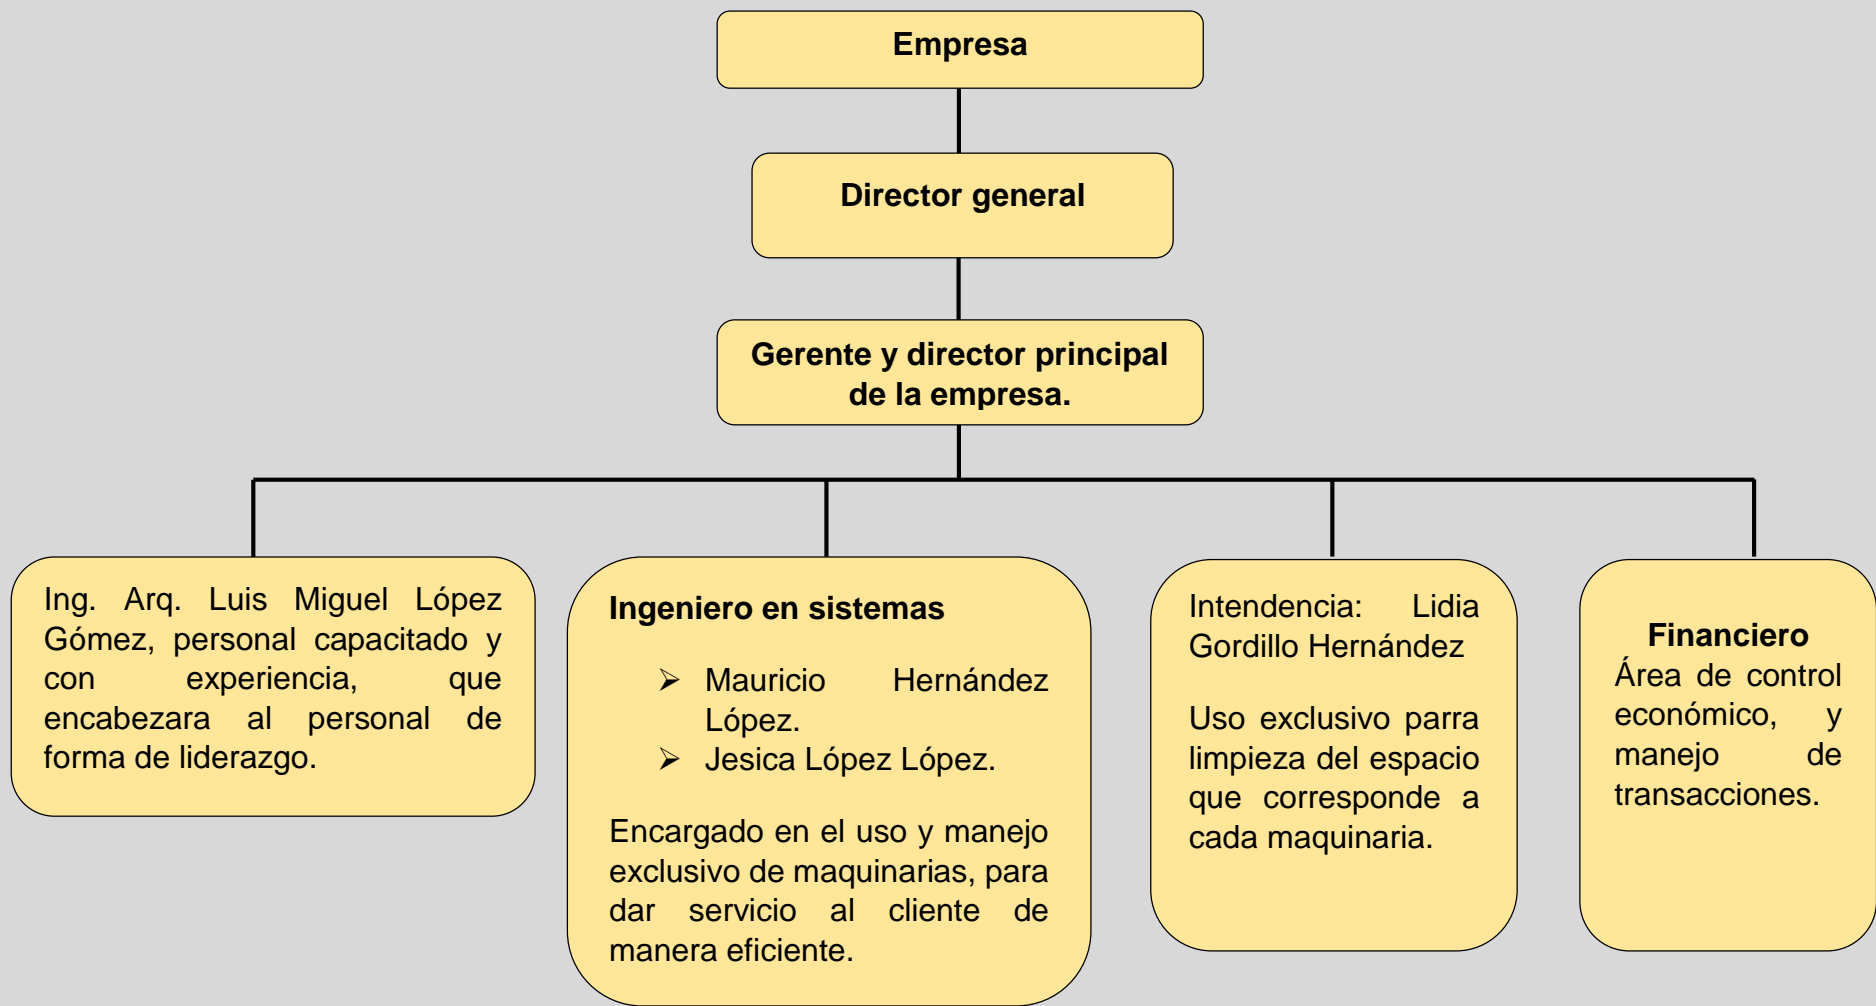 Empresa
Director general
Gerente y director principal
de la empresa.
Ing. Arq. Luis Miguel López
Gómez, personal capacitado y
con experiencia, que
encabezara al personal de
forma de liderazgo.
Ingeniero en sistemas
➢ Mauricio Hernández
López.
➢ Jesica López López.
Encargado en el uso y manejo
exclusivo de maquinarias, para
dar servicio al cliente de
manera eficiente.
Intendencia: Lidia
Gordillo Hernández
Uso exclusivo parra
limpieza del espacio
que corresponde a
cada maquinaria.
Financiero
Área de control
económico, y
manejo de
transacciones.